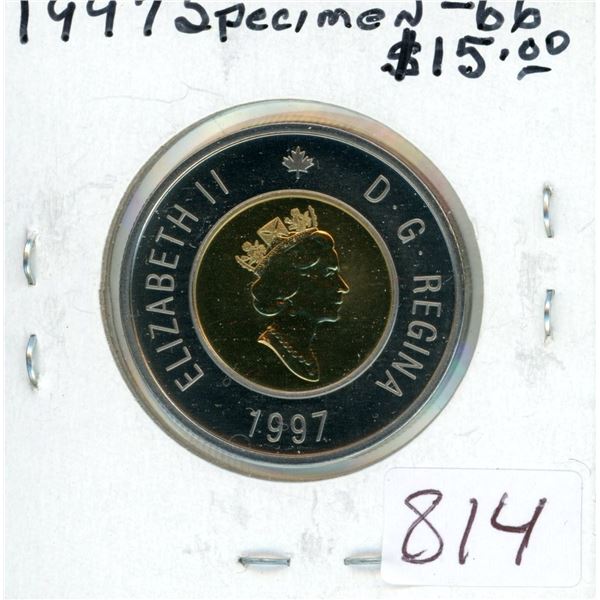 1997 Specimen -66
$15.00
ELIZABETH II D.G. REGINA
1997
814